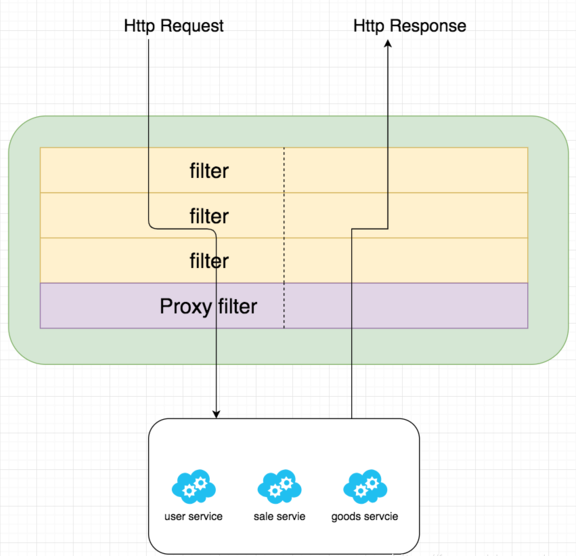 Http Request
Http Response
filter
filter
filter
Proxy filter
user service
sale servie
goods servcie